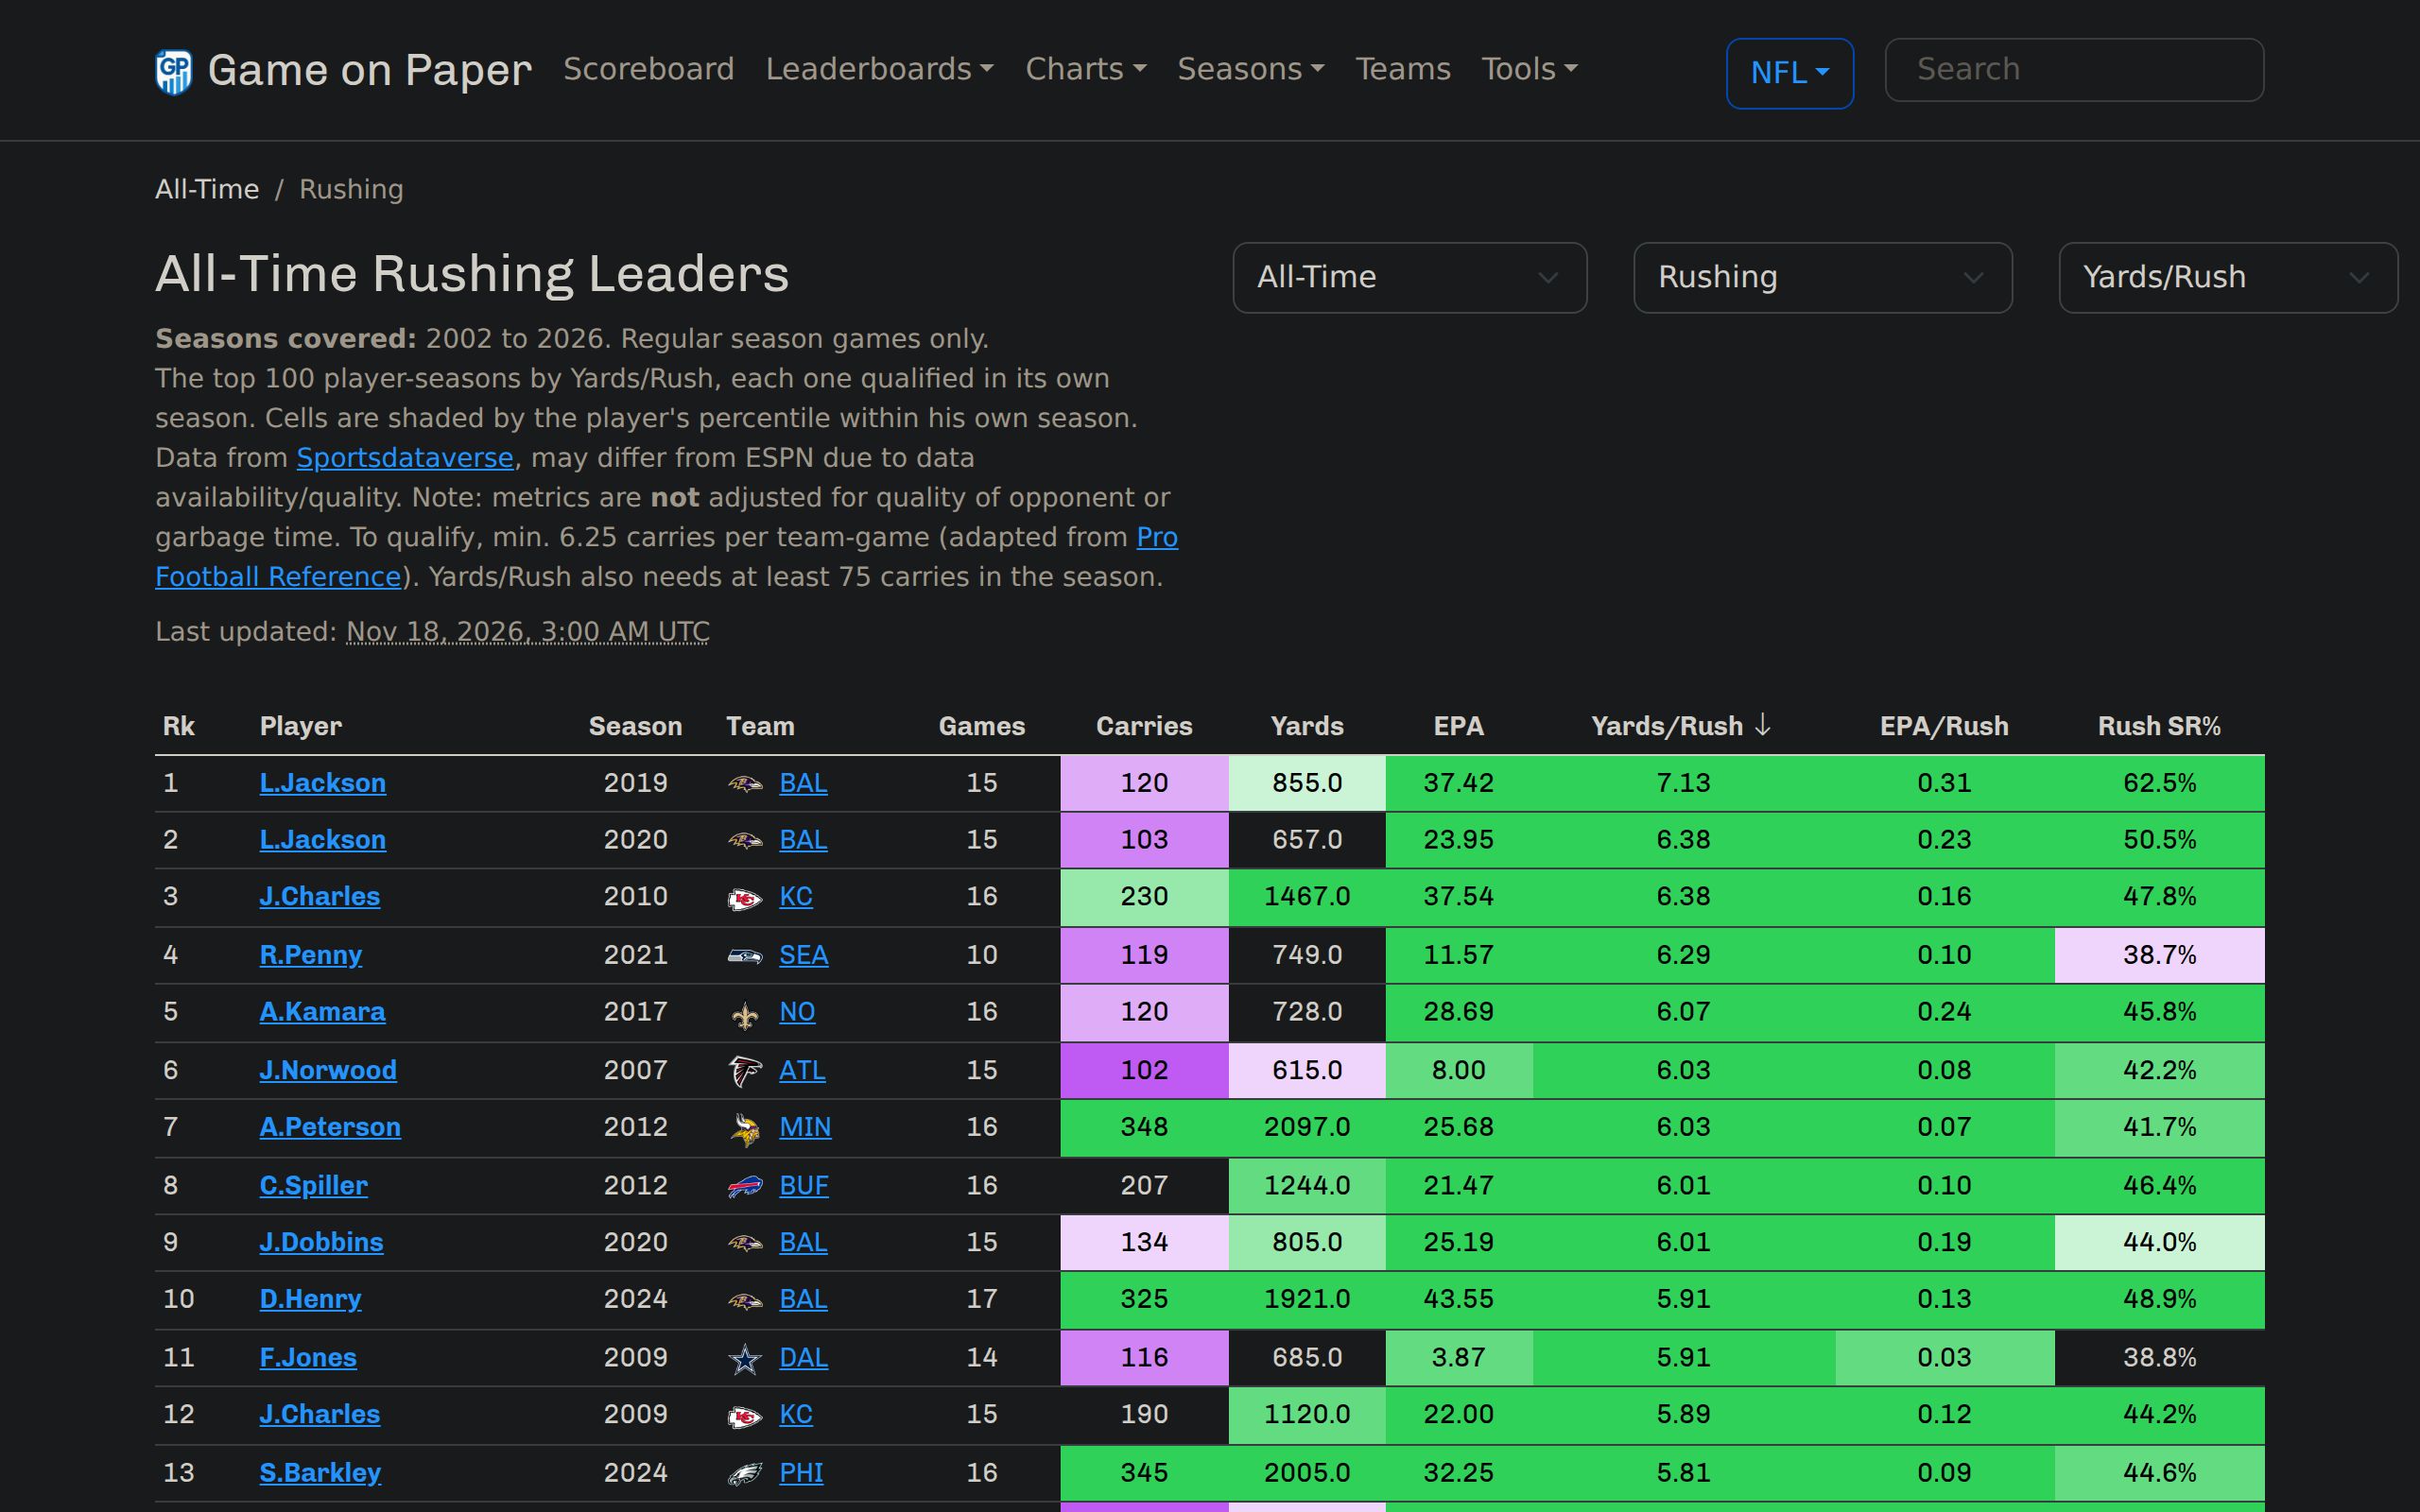 GP Game on Paper Scoreboard Leaderboards Charts Seasons Teams Tools NFL Search
All-Time / Rushing
All-Time Rushing Leaders All-Time Rushing Yards/Rush
Seasons covered: 2002 to 2026. Regular season games only.
The top 100 player-seasons by Yards/Rush, each one qualified in its own
season. Cells are shaded by the player's percentile within his own season.
Data from Sportsdataverse, may differ from ESPN due to data
availability/quality. Note: metrics are not adjusted for quality of opponent or
garbage time. To qualify, min. 6.25 carries per team-game (adapted from Pro
Football Reference). Yards/Rush also needs at least 75 carries in the season.
Last updated: Nov 18, 2026, 3:00 AM UTC
Rk Player Season Team Games Carries Yards EPA Yards/Rush ↓ EPA/Rush Rush SR%
1 L.Jackson 2019 BAL 15 120 855.0 37.42 7.13 0.31 62.5%
2 L.Jackson 2020 BAL 15 103 657.0 23.95 6.38 0.23 50.5%
3 J.Charles 2010 KC 16 230 1467.0 37.54 6.38 0.16 47.8%
4 R.Penny 2021 SEA 10 119 749.0 11.57 6.29 0.10 38.7%
5 A.Kamara 2017 NO 16 120 728.0 28.69 6.07 0.24 45.8%
6 J.Norwood 2007 ATL 15 102 615.0 8.00 6.03 0.08 42.2%
7 A.Peterson 2012 MIN 16 348 2097.0 25.68 6.03 0.07 41.7%
8 C.Spiller 2012 BUF 16 207 1244.0 21.47 6.01 0.10 46.4%
9 J.Dobbins 2020 BAL 15 134 805.0 25.19 6.01 0.19 44.0%
10 D.Henry 2024 BAL 17 325 1921.0 43.55 5.91 0.13 48.9%
11 F.Jones 2009 DAL 14 116 685.0 3.87 5.91 0.03 38.8%
12 J.Charles 2009 KC 15 190 1120.0 22.00 5.89 0.12 44.2%
13 S.Barkley 2024 PHI 16 345 2005.0 32.25 5.81 0.09 44.6%